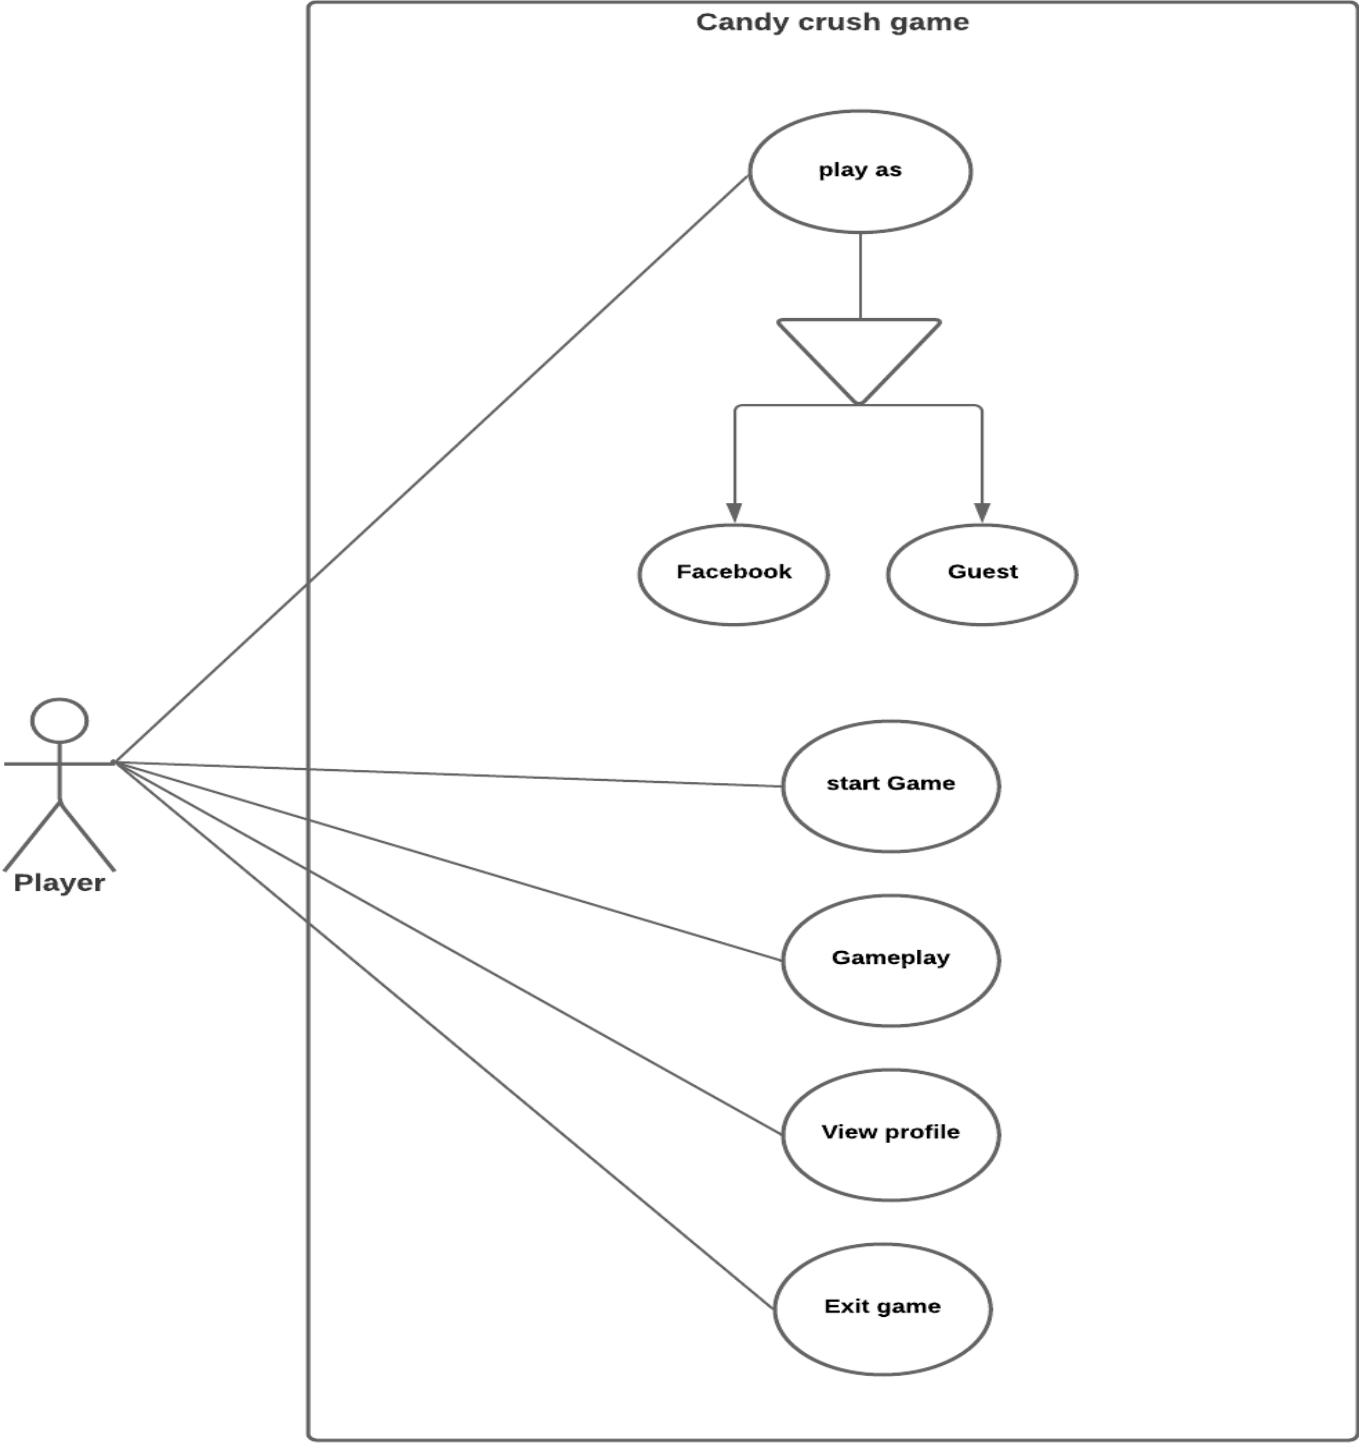 Candy crush game
play as
Facebook
Guest
start Game
Player
Gameplay
View profile
Exit game